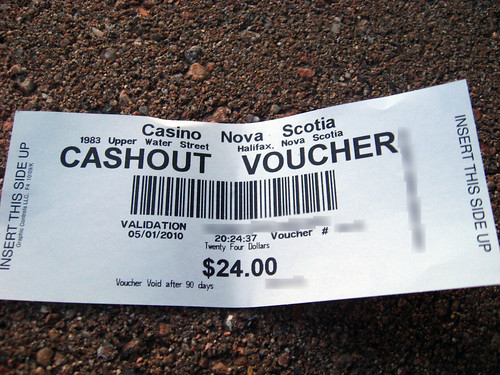 Casino Nova Scotia
1983 Upper Water Street Halifax, Nova Scotia
CASHOUT VOUCHER
VALIDATION
05/01/2010 20:24:37 Voucher #
Twenty Four Dollars
$24.00
Voucher Void after 90 days
INSERT THIS SIDE UP
INSERT THIS SIDE UP